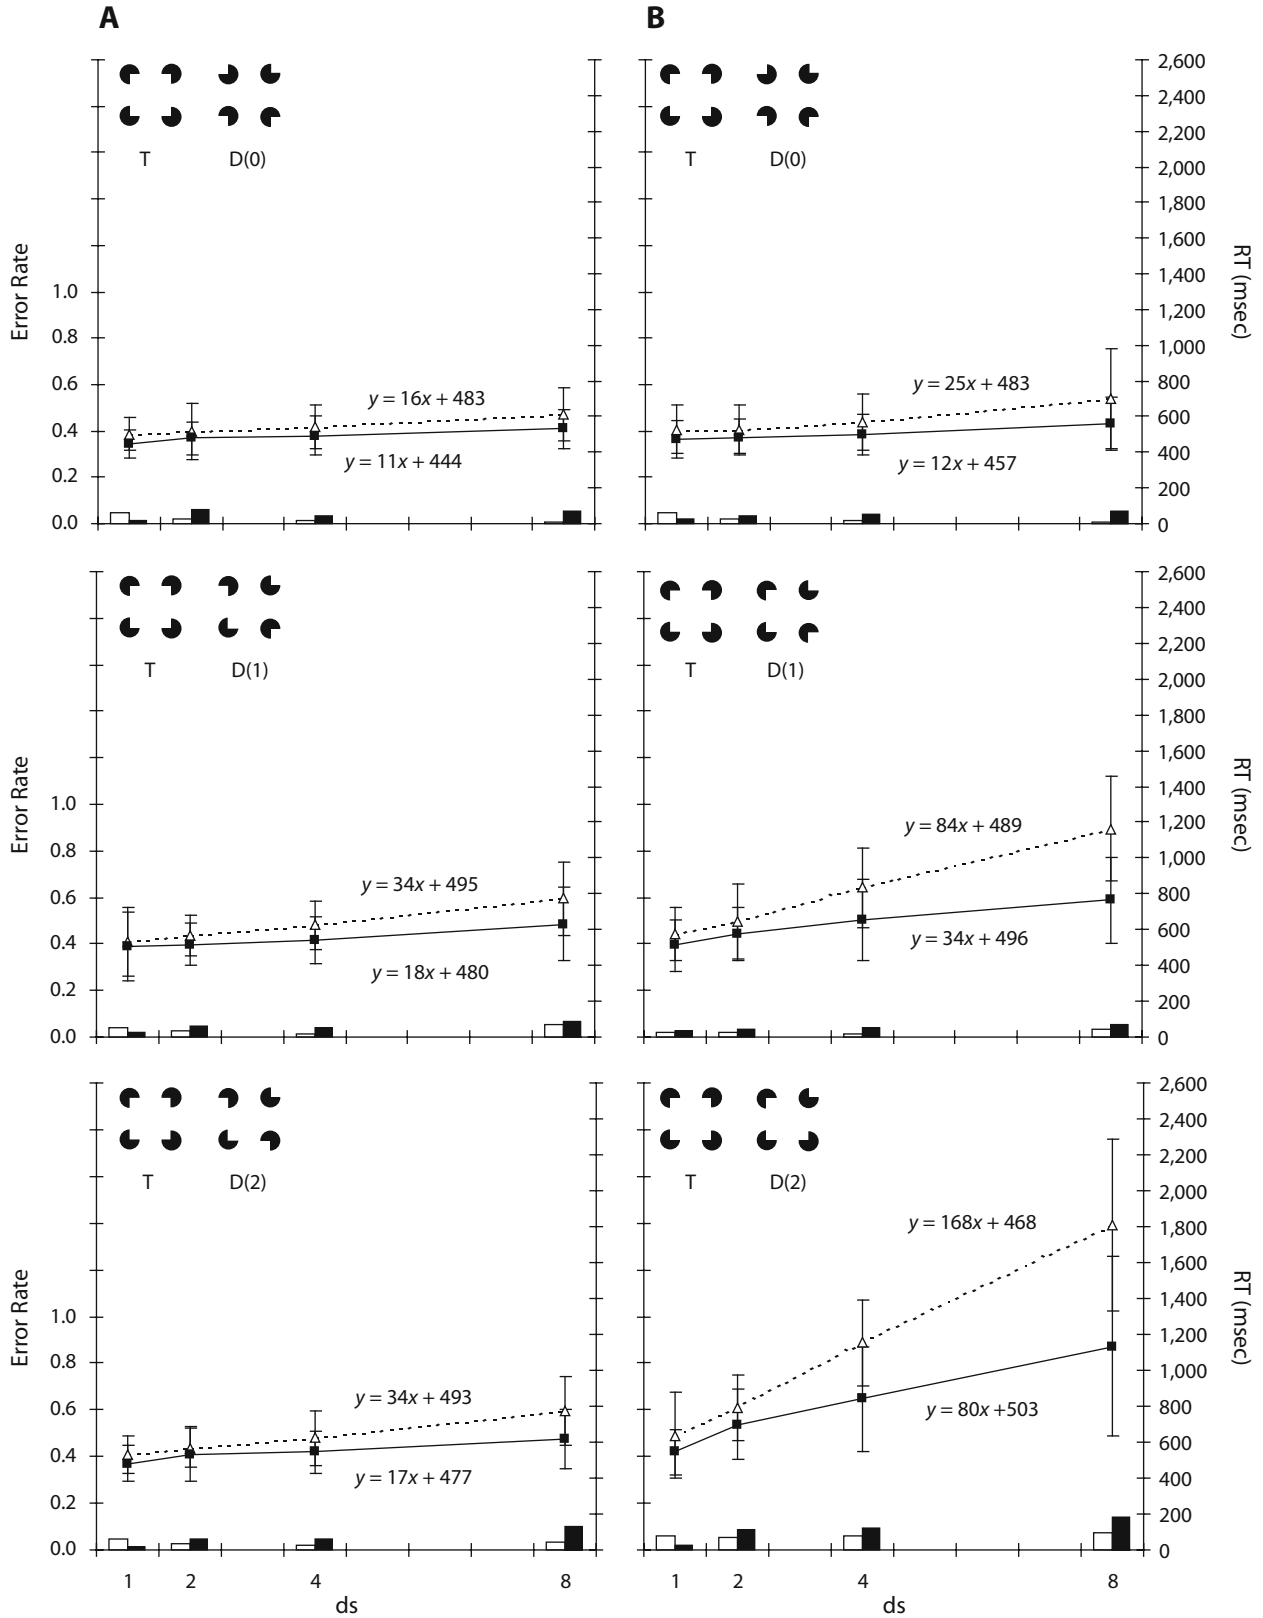 A
B
T D(0)
T D(0)
Error Rate
1.0
0.8
0.6
0.4
0.2
0.0
y = 16x + 483
y = 11x + 444
y = 25x + 483
y = 12x + 457
2,600
2,400
2,200
2,000
1,800
1,600
1,400
1,200
1,000
800
600
400
200
0
RT (msec)
T D(1)
T D(1)
Error Rate
1.0
0.8
0.6
0.4
0.2
0.0
y = 34x + 495
y = 18x + 480
y = 84x + 489
y = 34x + 496
2,600
2,400
2,200
2,000
1,800
1,600
1,400
1,200
1,000
800
600
400
200
0
RT (msec)
T D(2)
T D(2)
Error Rate
1.0
0.8
0.6
0.4
0.2
0.0
y = 34x + 493
y = 17x + 477
y = 168x + 468
y = 80x +503
2,600
2,400
2,200
2,000
1,800
1,600
1,400
1,200
1,000
800
600
400
200
0
RT (msec)
1 2 4 8
ds
1 2 4 8
ds